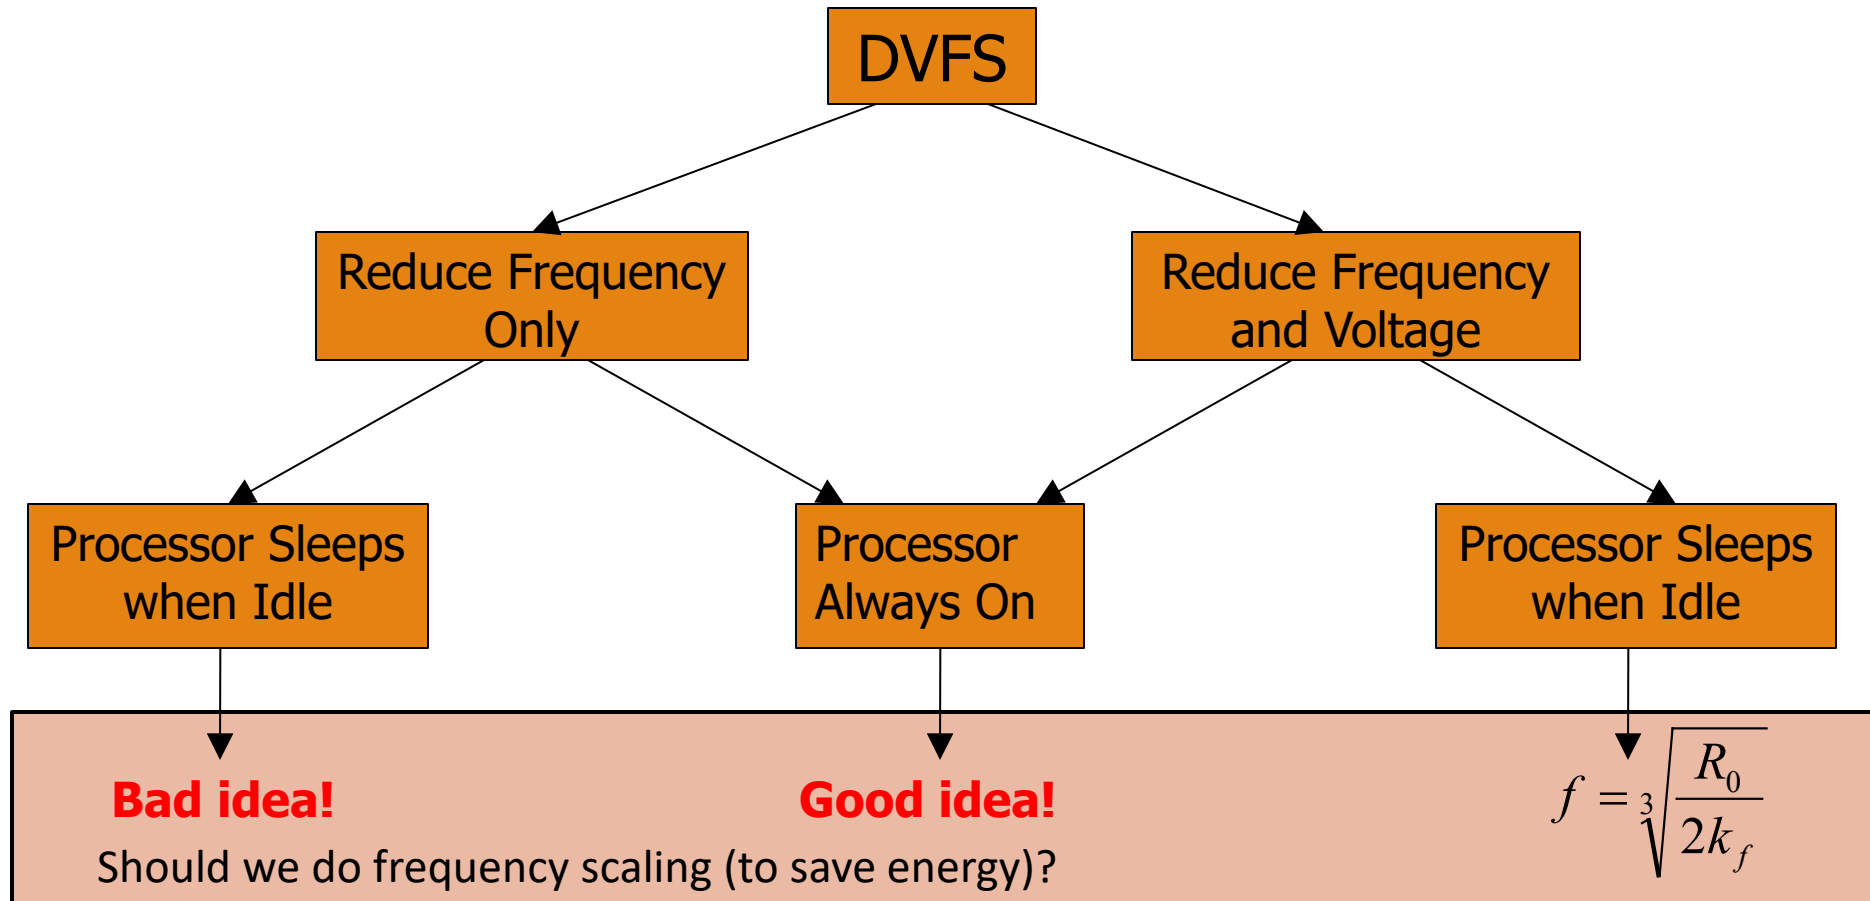 DVFS
Reduce Frequency
Only
Reduce Frequency
and Voltage
Processor Sleeps
when Idle
Processor
Always On
Processor Sleeps
when Idle
Bad idea!
Good idea!
f = ∛(R₀ / 2k_f)
Should we do frequency scaling (to save energy)?